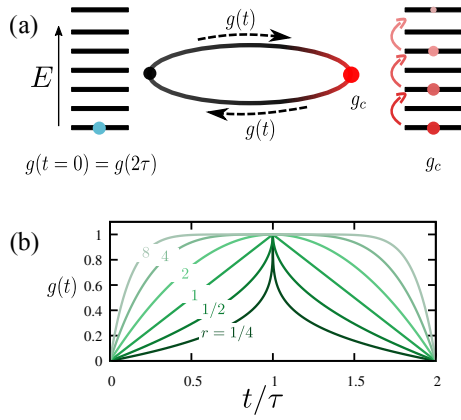 (a)
g(t)
E
g_c
g(t)
g(t = 0) = g(2τ)
g_c
(b)
1
0.8
0.6
0.4
0.2
0
g(t)
8
4
2
1
1/2
r = 1/4
0
0.5
1
1.5
2
t/τ